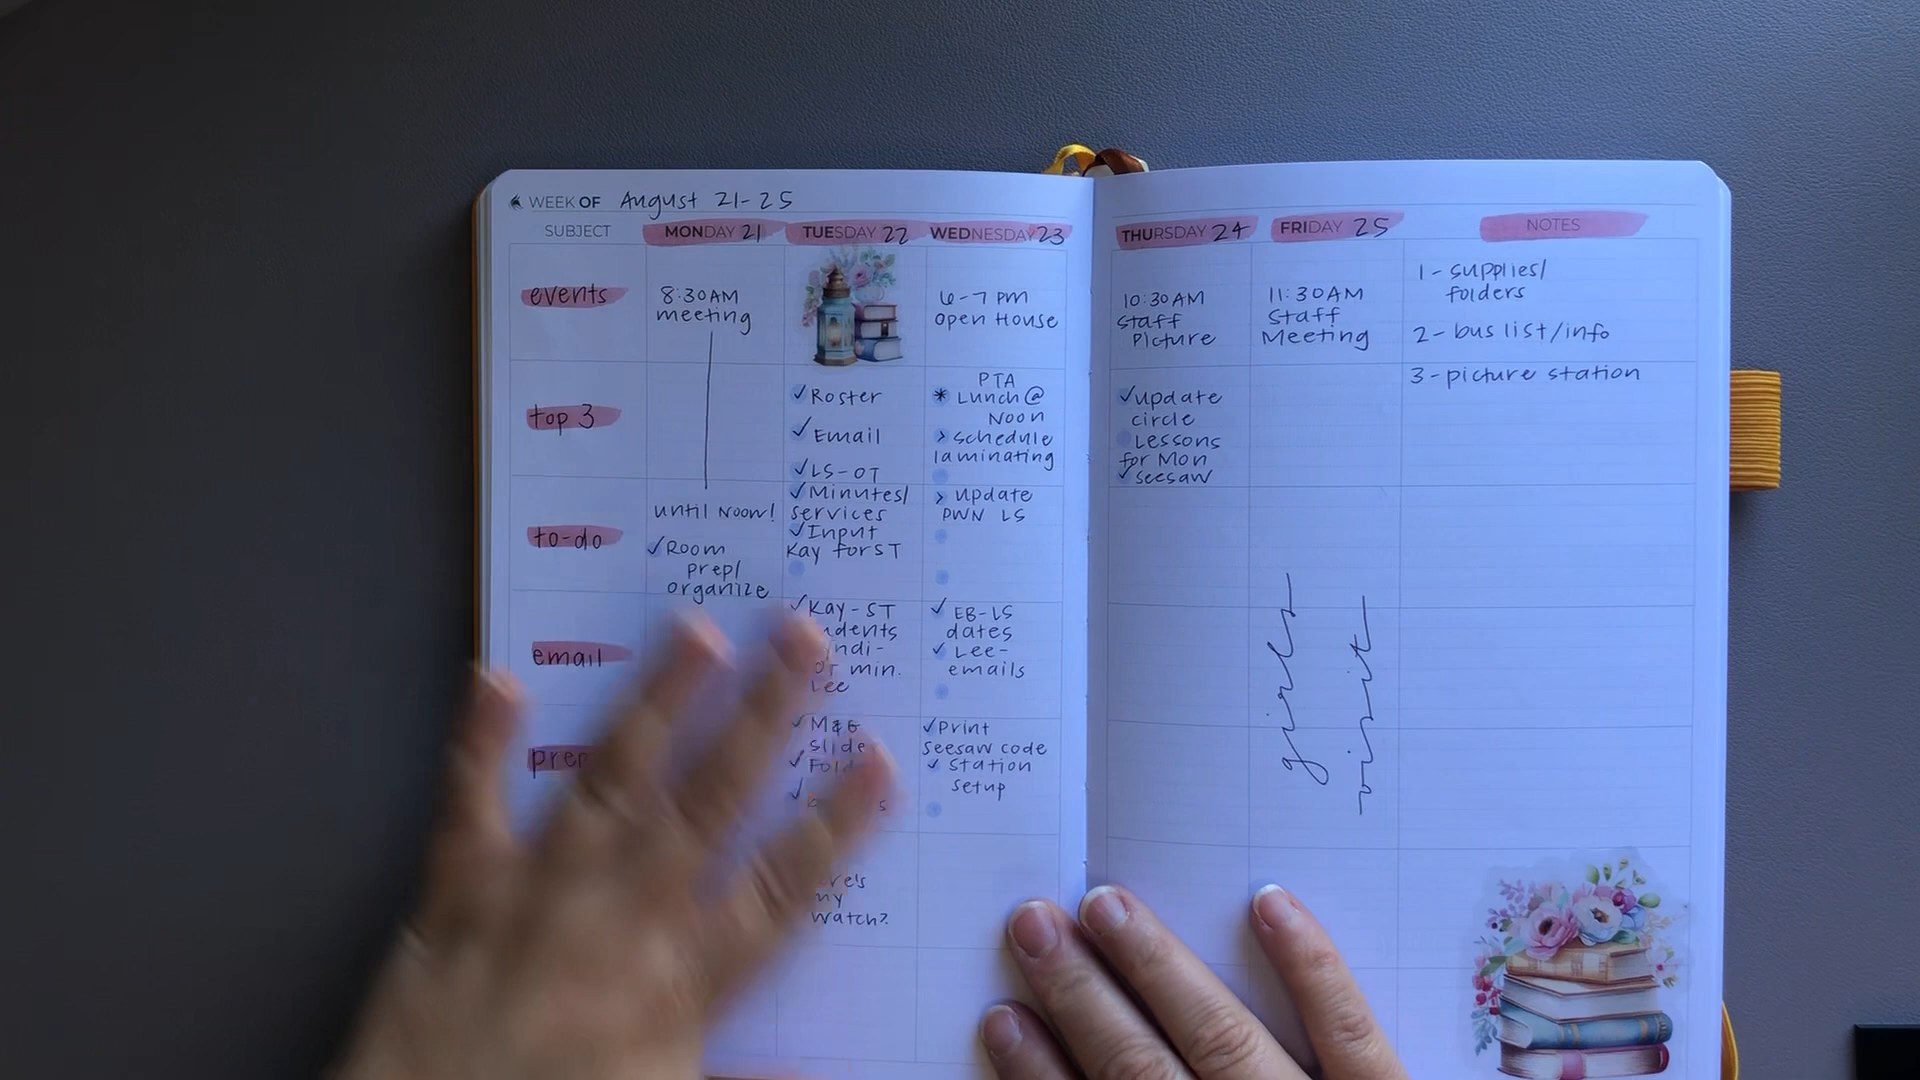 WEEK OF August 21-25
SUBJECT
MONDAY 21
TUESDAY 22
WEDNESDAY 23
THURSDAY 24
FRIDAY 25
NOTES
events
8:30AM
meeting
6-7 PM
Open House
10:30AM
Staff
Picture
11:30AM
Staff
Meeting
1- supplies/
folders
2- bus list/info
3-picture station
top 3
✓Roster
✓Email
✓LS-OT
PTA
* Lunch@
Noon
> Schedule
laminating
✓update
circle
Lessons
for Mon
✓Seesaw
to-do
until Noon!
✓Room
prep/
organize
✓Minutes/
services
✓Input
Kay for ST
> update
PWN LS
email
✓Kay-ST
OT min.
Lee
✓ EB-LS
dates
✓ Lee-
emails
✓ M&G
✓
✓Print
Seesaw code
✓ Station
setup
my
watch?
girls
visit